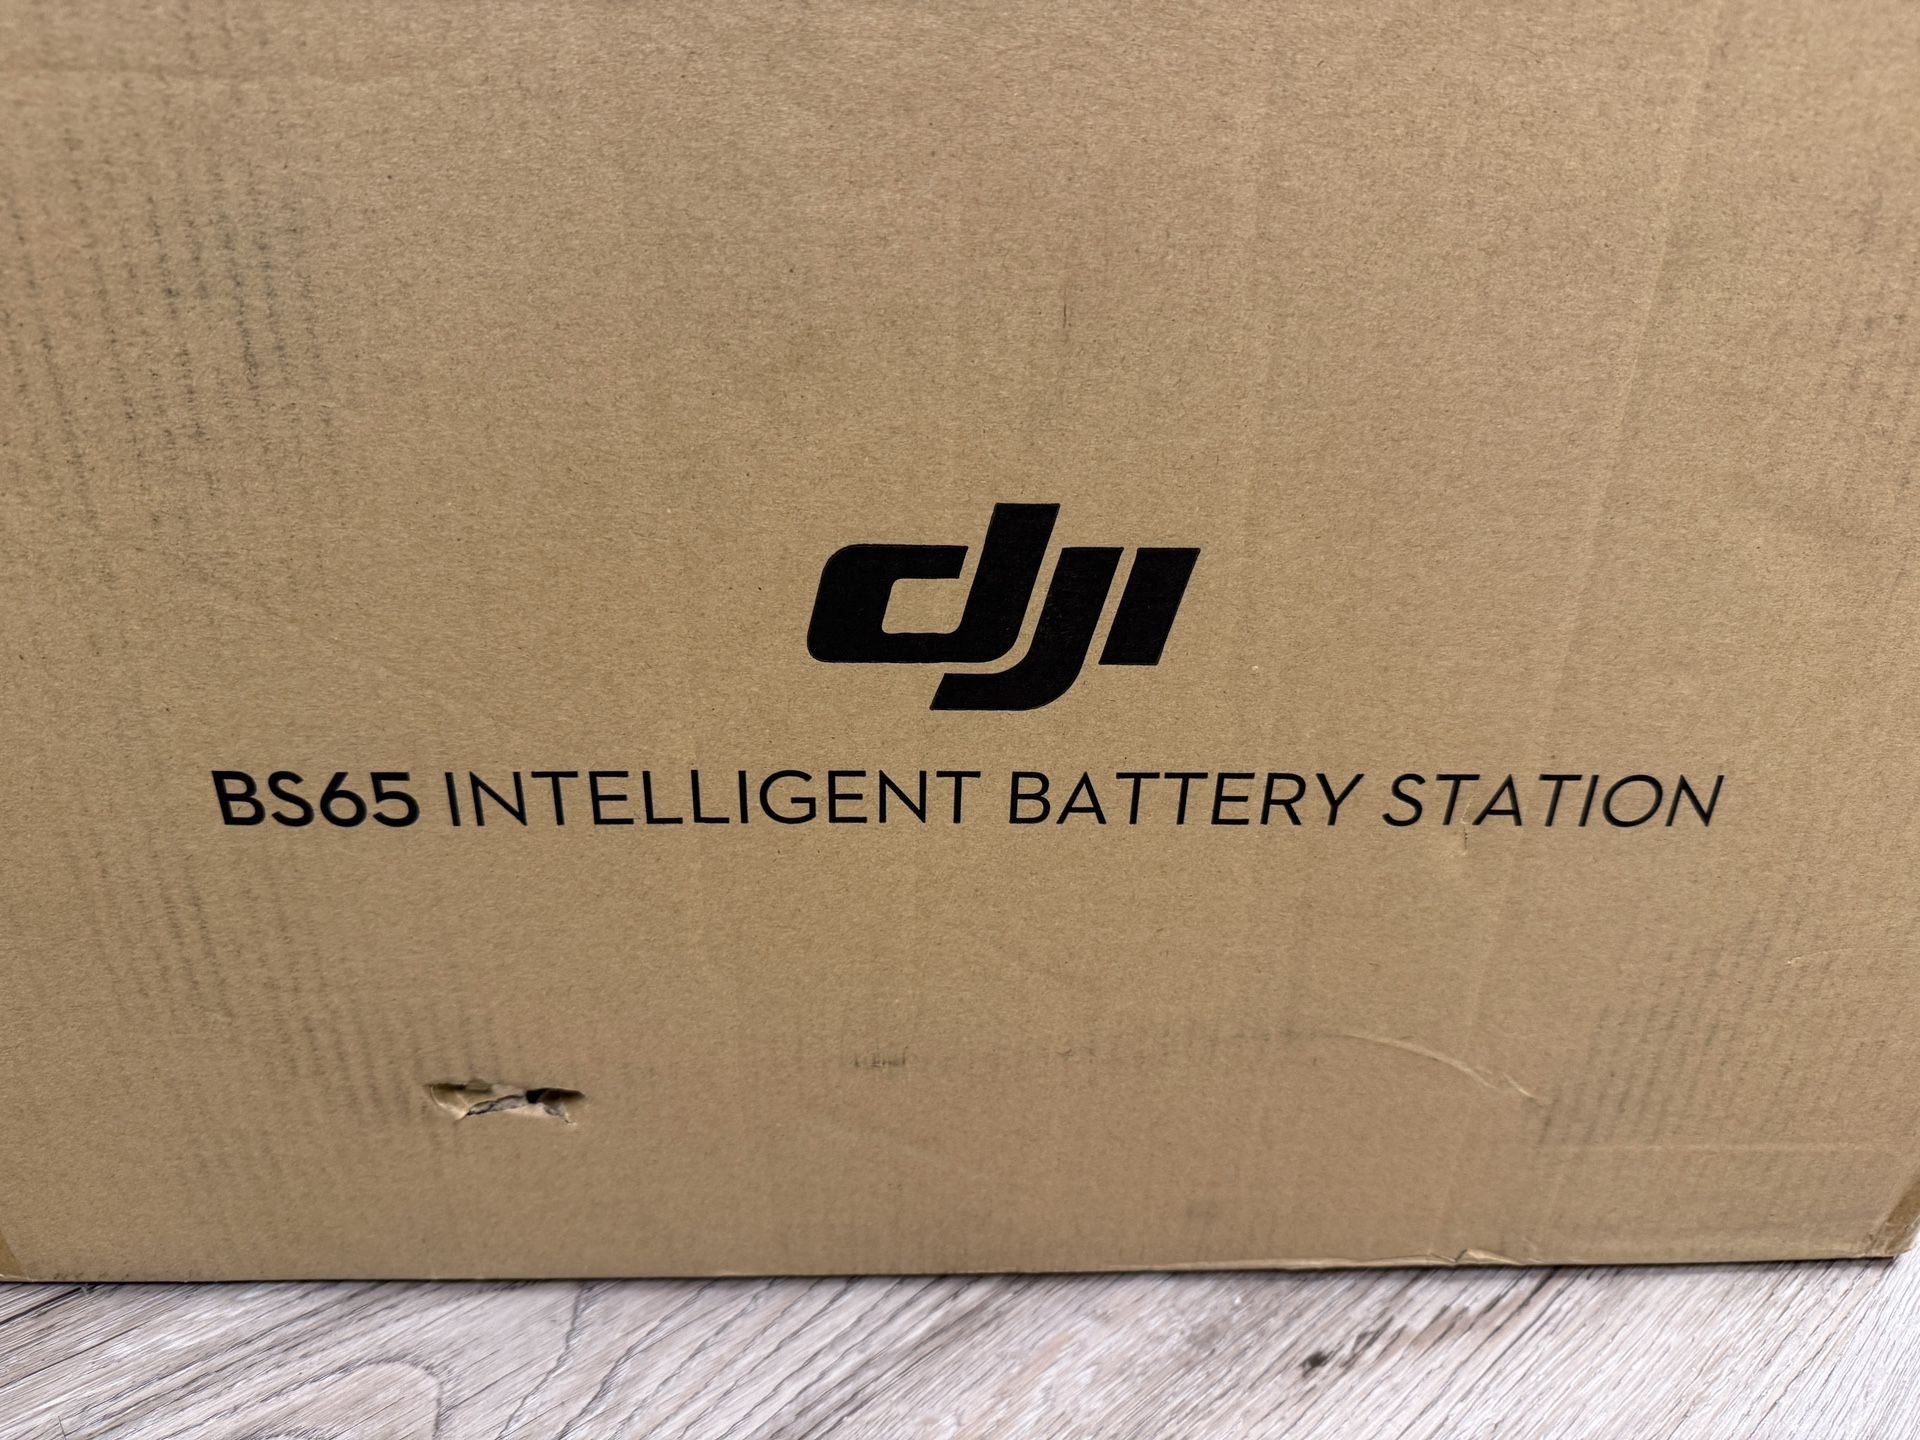 dji
BS65 INTELLIGENT BATTERY STATION